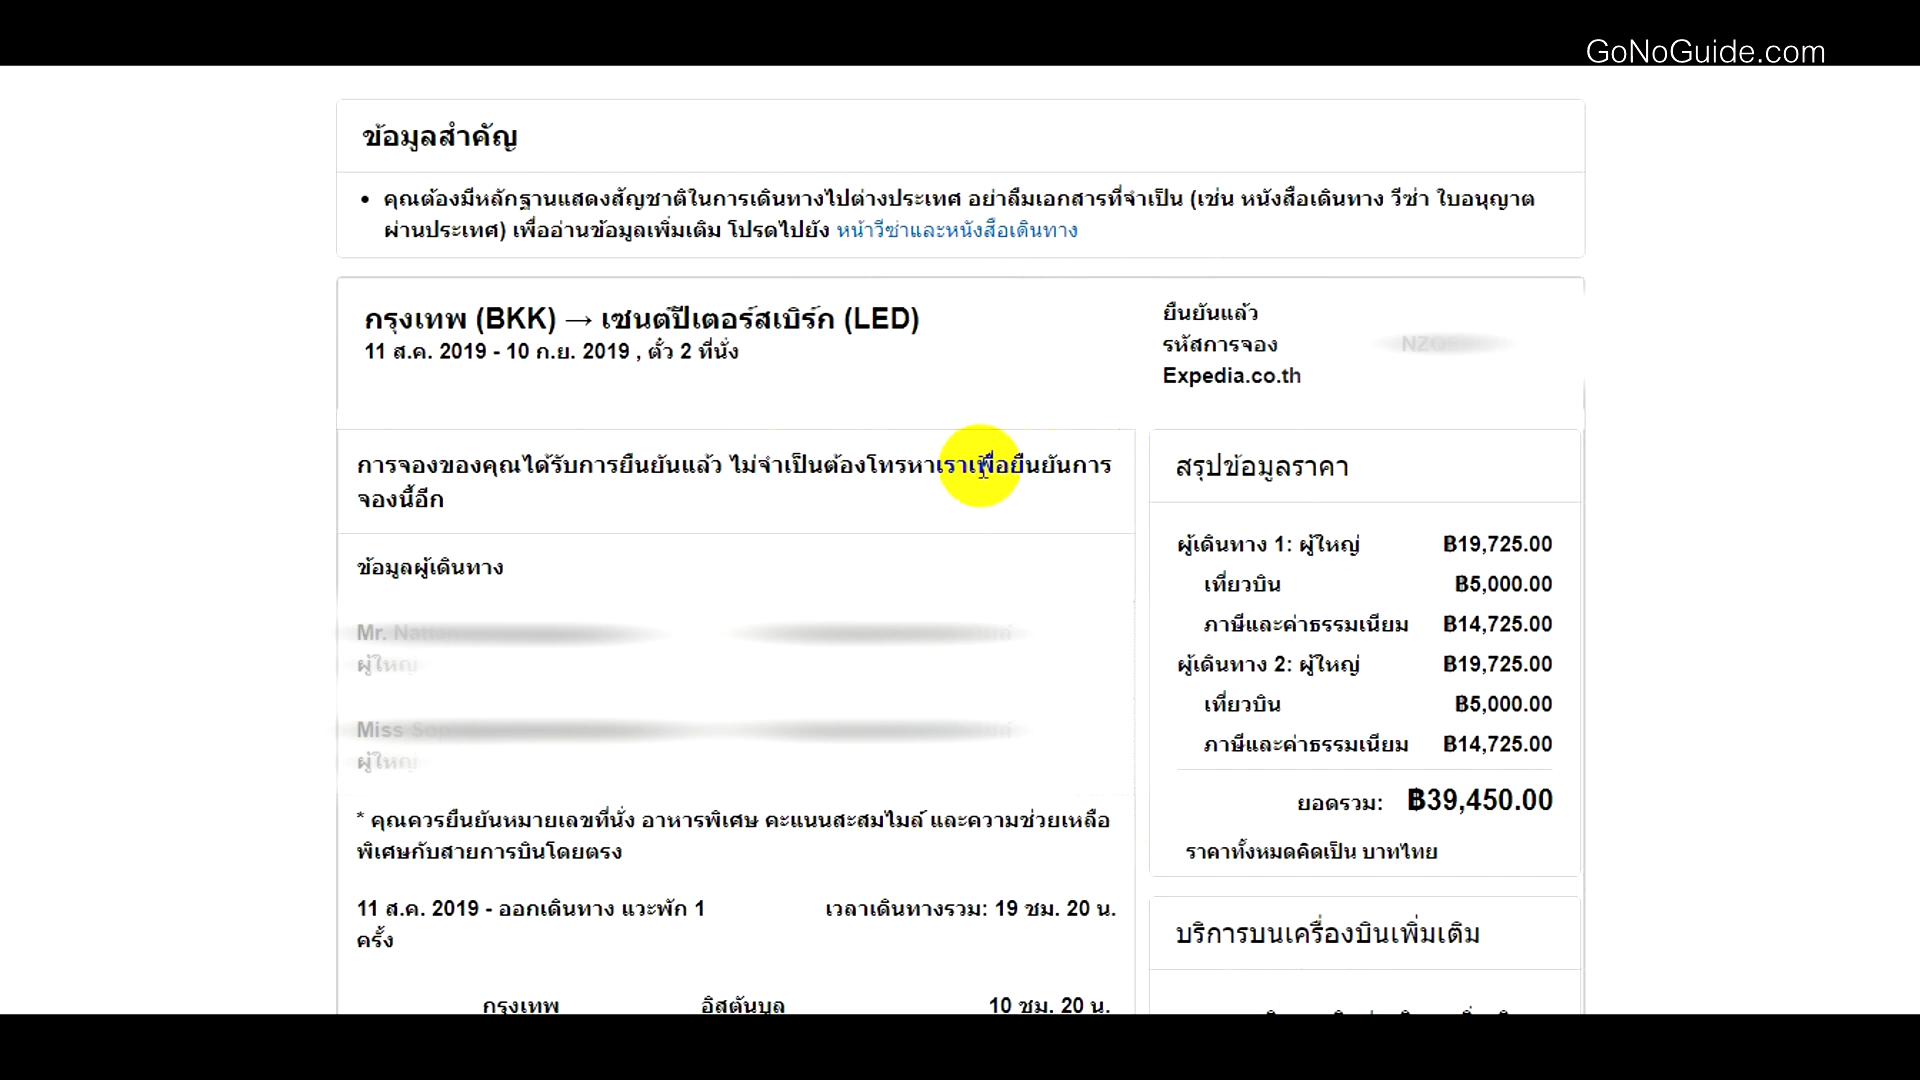 GoNoGuide.com
ข้อมูลสำคัญ
• คุณต้องมีหลักฐานแสดงสัญชาติในการเดินทางไปต่างประเทศ อย่าลืมเอกสารที่จำเป็น (เช่น หนังสือเดินทาง วีซ่า ใบอนุญาต
ผ่านประเทศ) เพื่ออ่านข้อมูลเพิ่มเติม โปรดไปยัง หน้าวีซ่าและหนังสือเดินทาง
กรุงเทพ (BKK) → เซนต์ปีเตอร์สเบิร์ก (LED)
11 ส.ค. 2019 - 10 ก.ย. 2019 , ตั๋ว 2 ที่นั่ง
ยืนยันแล้ว
รหัสการจอง
Expedia.co.th
การจองของคุณได้รับการยืนยันแล้ว ไม่จำเป็นต้องโทรหาเราเพื่อยืนยันการ
จองนี้อีก
ข้อมูลผู้เดินทาง
Mr.
ผู้ใหญ่
Miss
ผู้ใหญ่
* คุณควรยืนยันหมายเลขที่นั่ง อาหารพิเศษ คะแนนสะสมไมล์ และความช่วยเหลือ
พิเศษกับสายการบินโดยตรง
11 ส.ค. 2019 - ออกเดินทาง แวะพัก 1
ครั้ง
เวลาเดินทางรวม: 19 ชม. 20 น.
กรุงเทพ อิสตันบูล 10 ชม. 20 น.
สรุปข้อมูลราคา
ผู้เดินทาง 1: ผู้ใหญ่ ฿19,725.00
เที่ยวบิน ฿5,000.00
ภาษีและค่าธรรมเนียม ฿14,725.00
ผู้เดินทาง 2: ผู้ใหญ่ ฿19,725.00
เที่ยวบิน ฿5,000.00
ภาษีและค่าธรรมเนียม ฿14,725.00
ยอดรวม: ฿39,450.00
ราคาทั้งหมดคิดเป็น บาทไทย
บริการบนเครื่องบินเพิ่มเติม